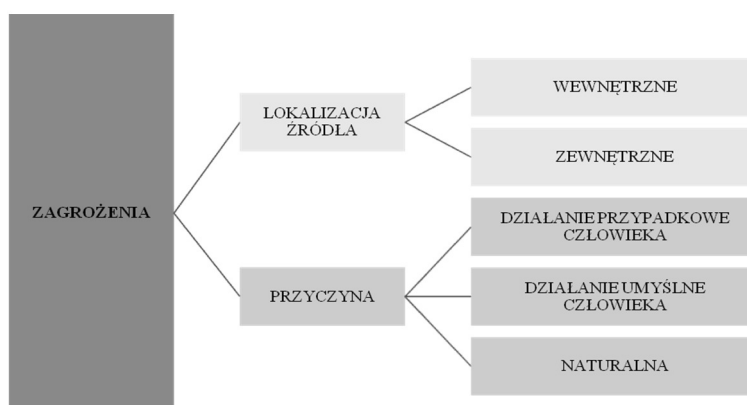 ZAGROŻENIA
LOKALIZACJA
ŹRÓDŁA
WEWNĘTRZNE
ZEWNĘTRZNE
PRZYCZYNA
DZIAŁANIE PRZYPADKOWE
CZŁOWIEKA
DZIAŁANIE UMYŚLNE
CZŁOWIEKA
NATURALNA